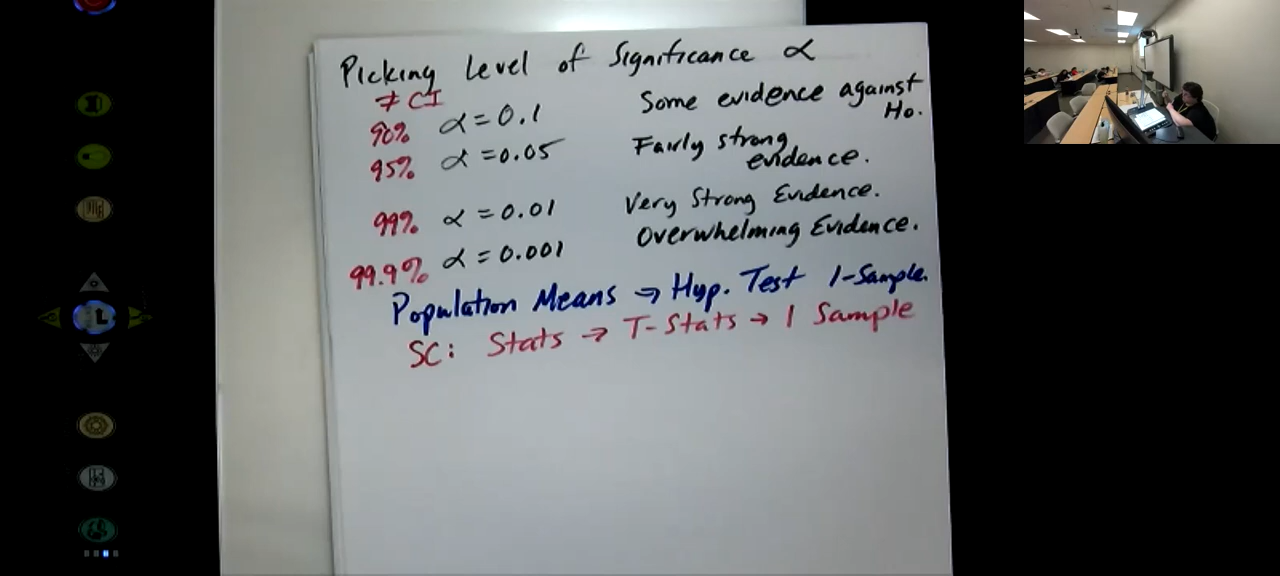 Picking Level of Significance α
≠ CI
90% α = 0.1 Some evidence against Ho.
95% α = 0.05 Fairly strong evidence.
99% α = 0.01 Very Strong Evidence.
99.9% α = 0.001 Overwhelming Evidence.
Population Means → Hyp. Test 1-Sample.
SC: Stats → T-Stats → 1 Sample